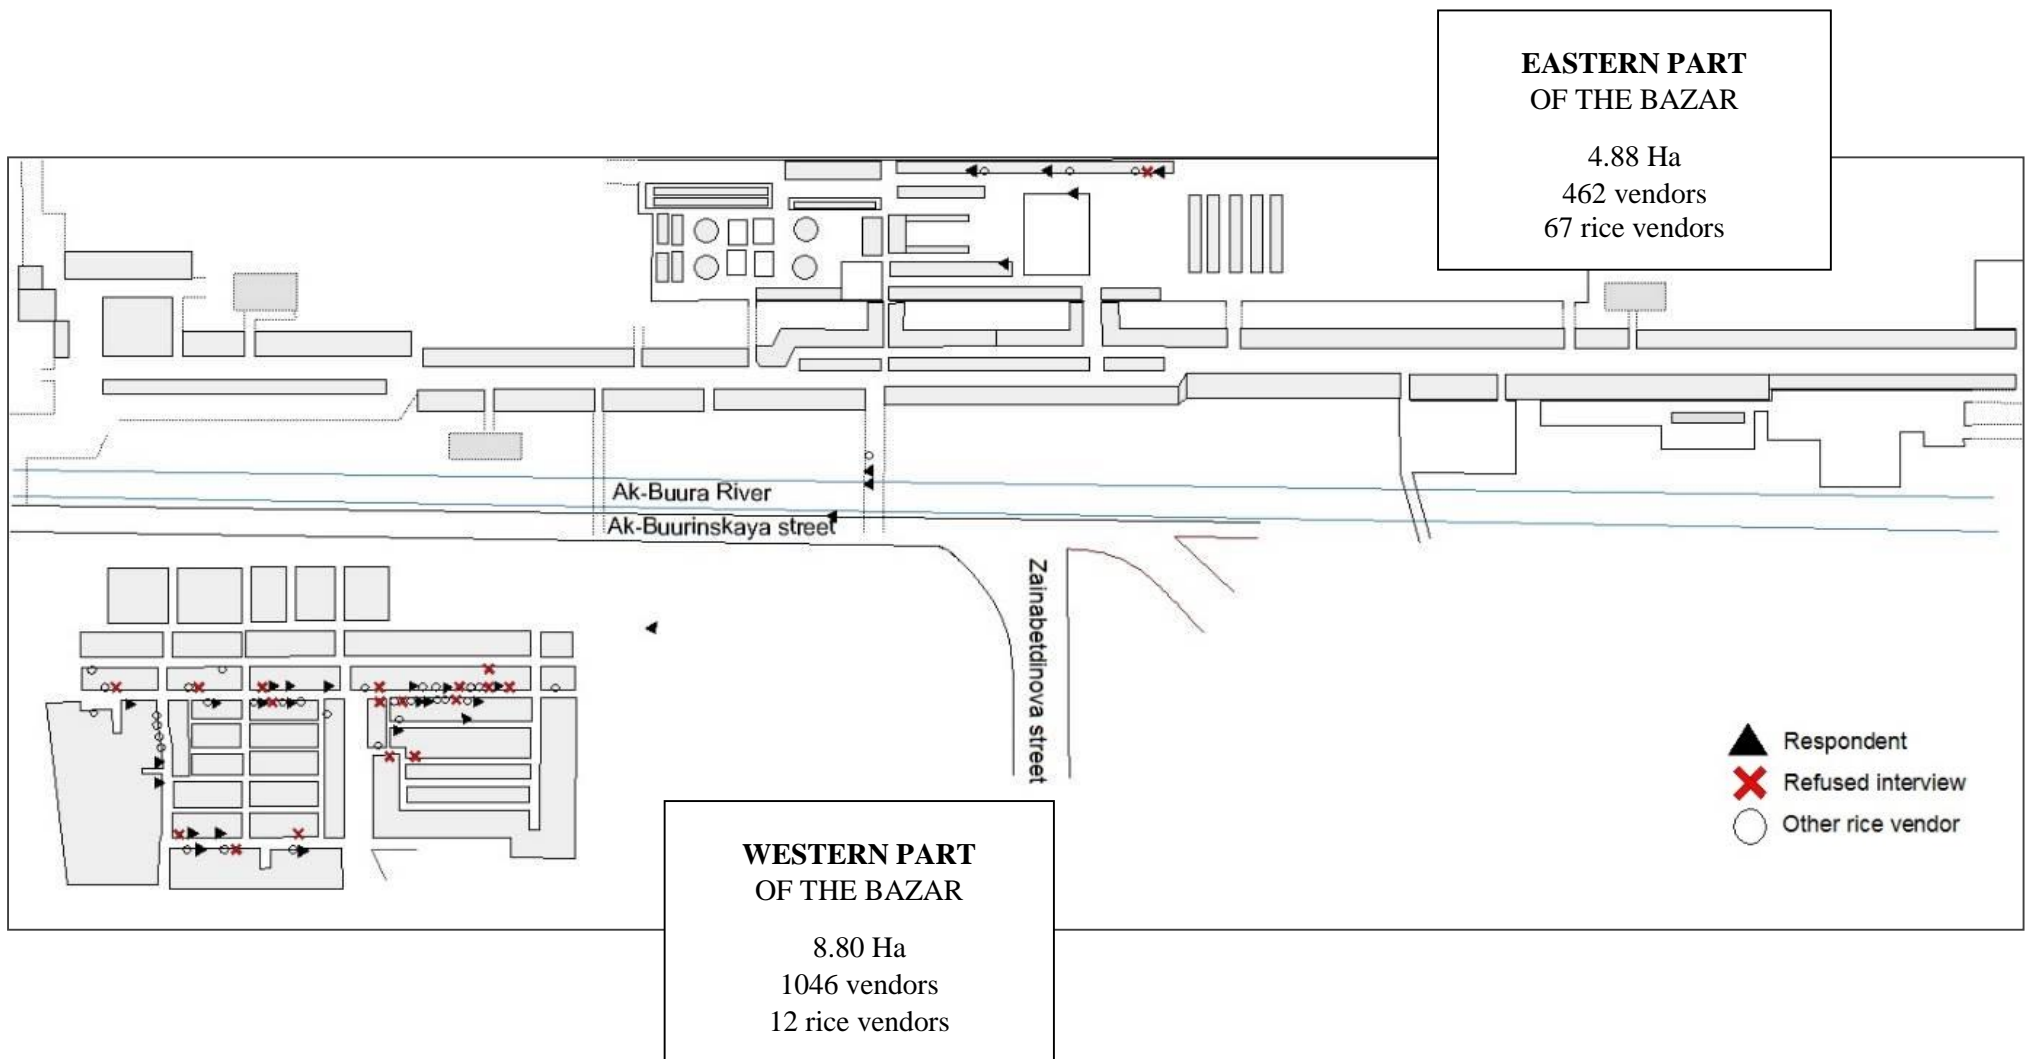 EASTERN PART
OF THE BAZAR
4.88 Ha
462 vendors
67 rice vendors
Ak-Buura River
Ak-Buurinskaya street
Zainabetdinova street
Respondent
Refused interview
Other rice vendor
WESTERN PART
OF THE BAZAR
8.80 Ha
1046 vendors
12 rice vendors